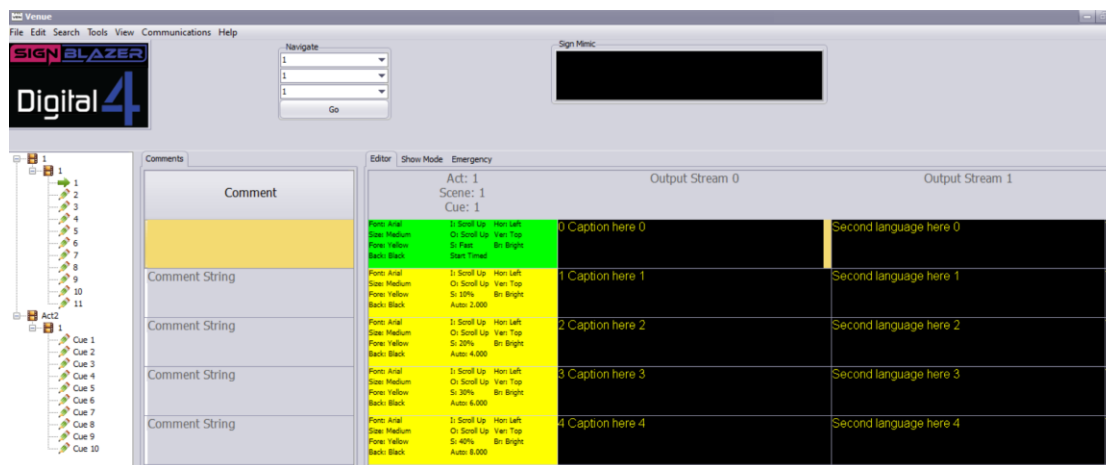 Venue
File Edit Search Tools View Communications Help
SIGN BLAZER
Digital 4
Navigate
1
1
1
Go
Sign Mimic
1
1
1
2
3
4
5
6
7
8
9
10
11
Act2
1
Cue 1
Cue 2
Cue 3
Cue 4
Cue 5
Cue 6
Cue 7
Cue 8
Cue 9
Cue 10
Comments
Comment
Comment String
Comment String
Comment String
Comment String
Editor Show Mode Emergency
Act: 1
Scene: 1
Cue: 1
Output Stream 0
Output Stream 1
Font: Arial I: Scroll Up Hor: Left
Size: Medium O: Scroll Up Ver: Top
Fore: Yellow S: Fast Bn: Bright
Back: Black Start Timed
0 Caption here 0
Second language here 0
Font: Arial I: Scroll Up Hor: Left
Size: Medium O: Scroll Up Ver: Top
Fore: Yellow S: 10% Bn: Bright
Back: Black Auto: 2.000
1 Caption here 1
Second language here 1
Font: Arial I: Scroll Up Hor: Left
Size: Medium O: Scroll Up Ver: Top
Fore: Yellow S: 20% Bn: Bright
Back: Black Auto: 4.000
2 Caption here 2
Second language here 2
Font: Arial I: Scroll Up Hor: Left
Size: Medium O: Scroll Up Ver: Top
Fore: Yellow S: 30% Bn: Bright
Back: Black Auto: 6.000
3 Caption here 3
Second language here 3
Font: Arial I: Scroll Up Hor: Left
Size: Medium O: Scroll Up Ver: Top
Fore: Yellow S: 40% Bn: Bright
Back: Black Auto: 8.000
4 Caption here 4
Second language here 4